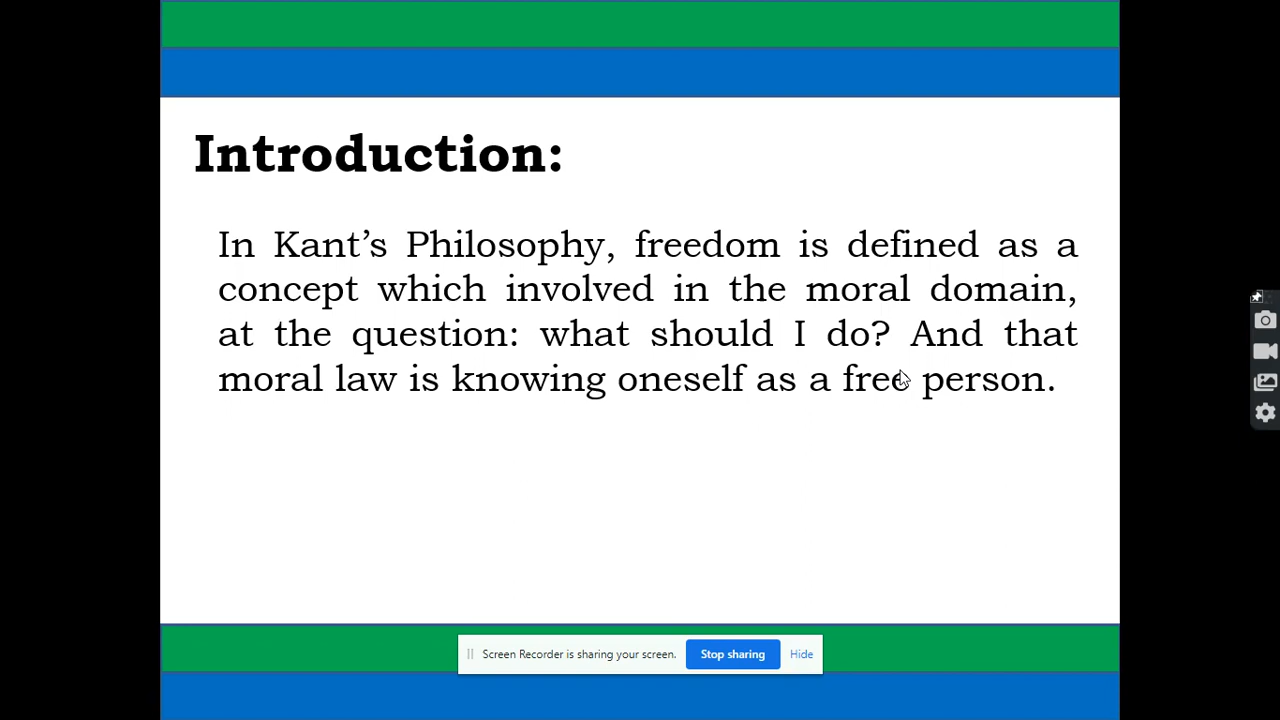 Introduction:
In Kant’s Philosophy, freedom is defined as a
concept which involved in the moral domain,
at the question: what should I do? And that
moral law is knowing oneself as a free person.
Screen Recorder is sharing your screen. Stop sharing Hide